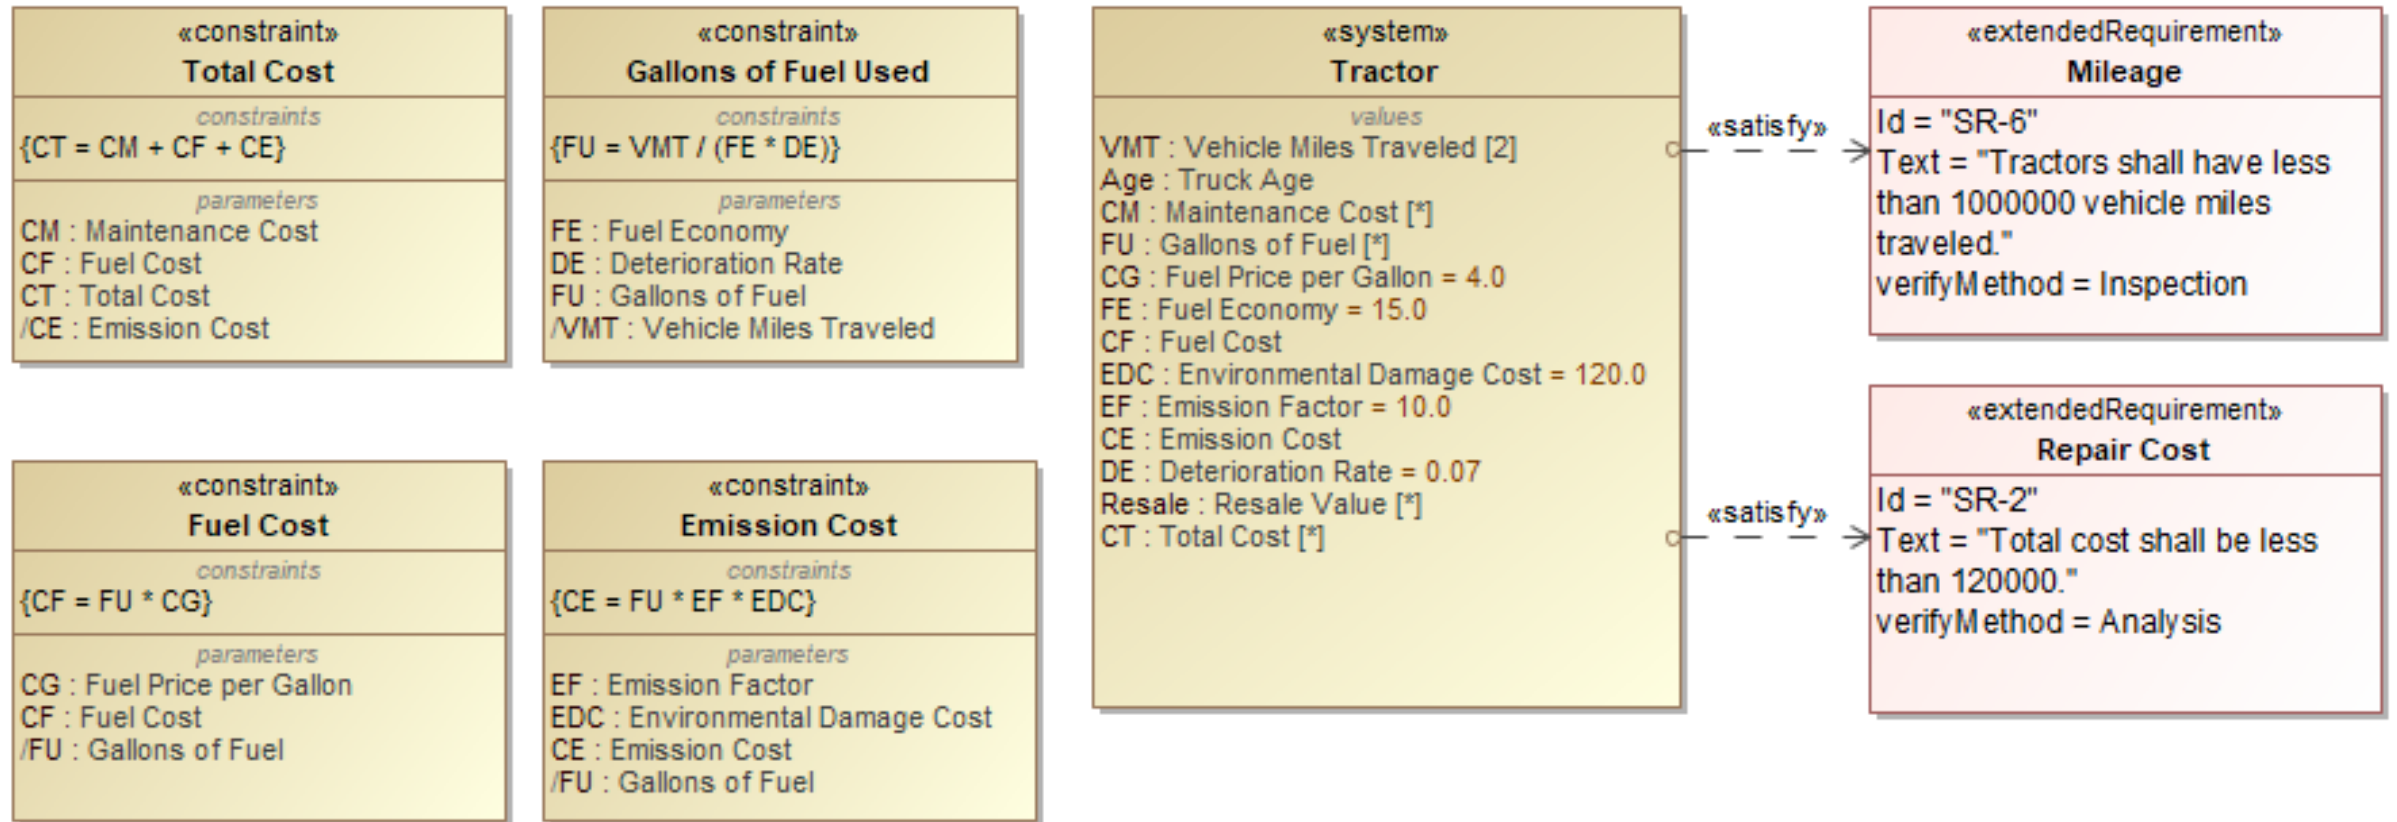 «constraint»
Total Cost
constraints
{CT = CM + CF + CE}
parameters
CM : Maintenance Cost
CF : Fuel Cost
CT : Total Cost
/CE : Emission Cost
«constraint»
Gallons of Fuel Used
constraints
{FU = VMT / (FE * DE)}
parameters
FE : Fuel Economy
DE : Deterioration Rate
FU : Gallons of Fuel
/VMT : Vehicle Miles Traveled
«constraint»
Fuel Cost
constraints
{CF = FU * CG}
parameters
CG : Fuel Price per Gallon
CF : Fuel Cost
/FU : Gallons of Fuel
«constraint»
Emission Cost
constraints
{CE = FU * EF * EDC}
parameters
EF : Emission Factor
EDC : Environmental Damage Cost
CE : Emission Cost
/FU : Gallons of Fuel
«system»
Tractor
values
VMT : Vehicle Miles Traveled [2]
Age : Truck Age
CM : Maintenance Cost [*]
FU : Gallons of Fuel [*]
CG : Fuel Price per Gallon = 4.0
FE : Fuel Economy = 15.0
CF : Fuel Cost
EDC : Environmental Damage Cost = 120.0
EF : Emission Factor = 10.0
CE : Emission Cost
DE : Deterioration Rate = 0.07
Resale : Resale Value [*]
CT : Total Cost [*]
«satisfy»
«extendedRequirement»
Mileage
Id = "SR-6"
Text = "Tractors shall have less
than 1000000 vehicle miles
traveled."
verifyMethod = Inspection
«satisfy»
«extendedRequirement»
Repair Cost
Id = "SR-2"
Text = "Total cost shall be less
than 120000."
verifyMethod = Analysis